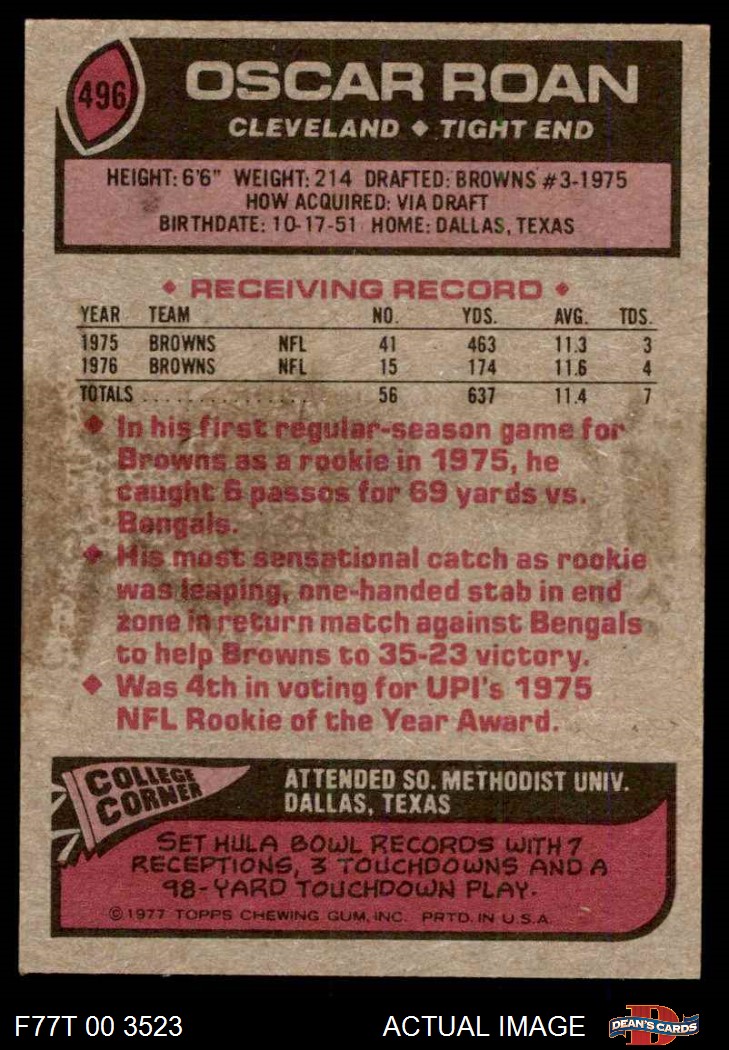 496
OSCAR ROAN
CLEVELAND ◆ TIGHT END
HEIGHT: 6'6" WEIGHT: 214 DRAFTED: BROWNS #3-1975
HOW ACQUIRED: VIA DRAFT
BIRTHDATE: 10-17-51 HOME: DALLAS, TEXAS
◆ RECEIVING RECORD ◆
YEAR TEAM NO. YDS. AVG. TDS.
1975 BROWNS NFL 41 463 11.3 3
1976 BROWNS NFL 15 174 11.6 4
TOTALS . . . . . . . . . . . . . . . 56 637 11.4 7
◆ In his first regular-season game for
Browns as a rookie in 1975, he
caught 6 passes for 69 yards vs.
Bengals.
◆ His most sensational catch as rookie
was leaping, one-handed stab in end
zone in return match against Bengals
to help Browns to 35-23 victory.
◆ Was 4th in voting for UPI's 1975
NFL Rookie of the Year Award.
COLLEGE
CORNER
ATTENDED SO. METHODIST UNIV.
DALLAS, TEXAS
SET HULA BOWL RECORDS WITH 7
RECEPTIONS, 3 TOUCHDOWNS AND A
98-YARD TOUCHDOWN PLAY.
©1977 TOPPS CHEWING GUM, INC. PRTD. IN U.S.A.
F77T 00 3523 ACTUAL IMAGE
DEAN'S CARDS